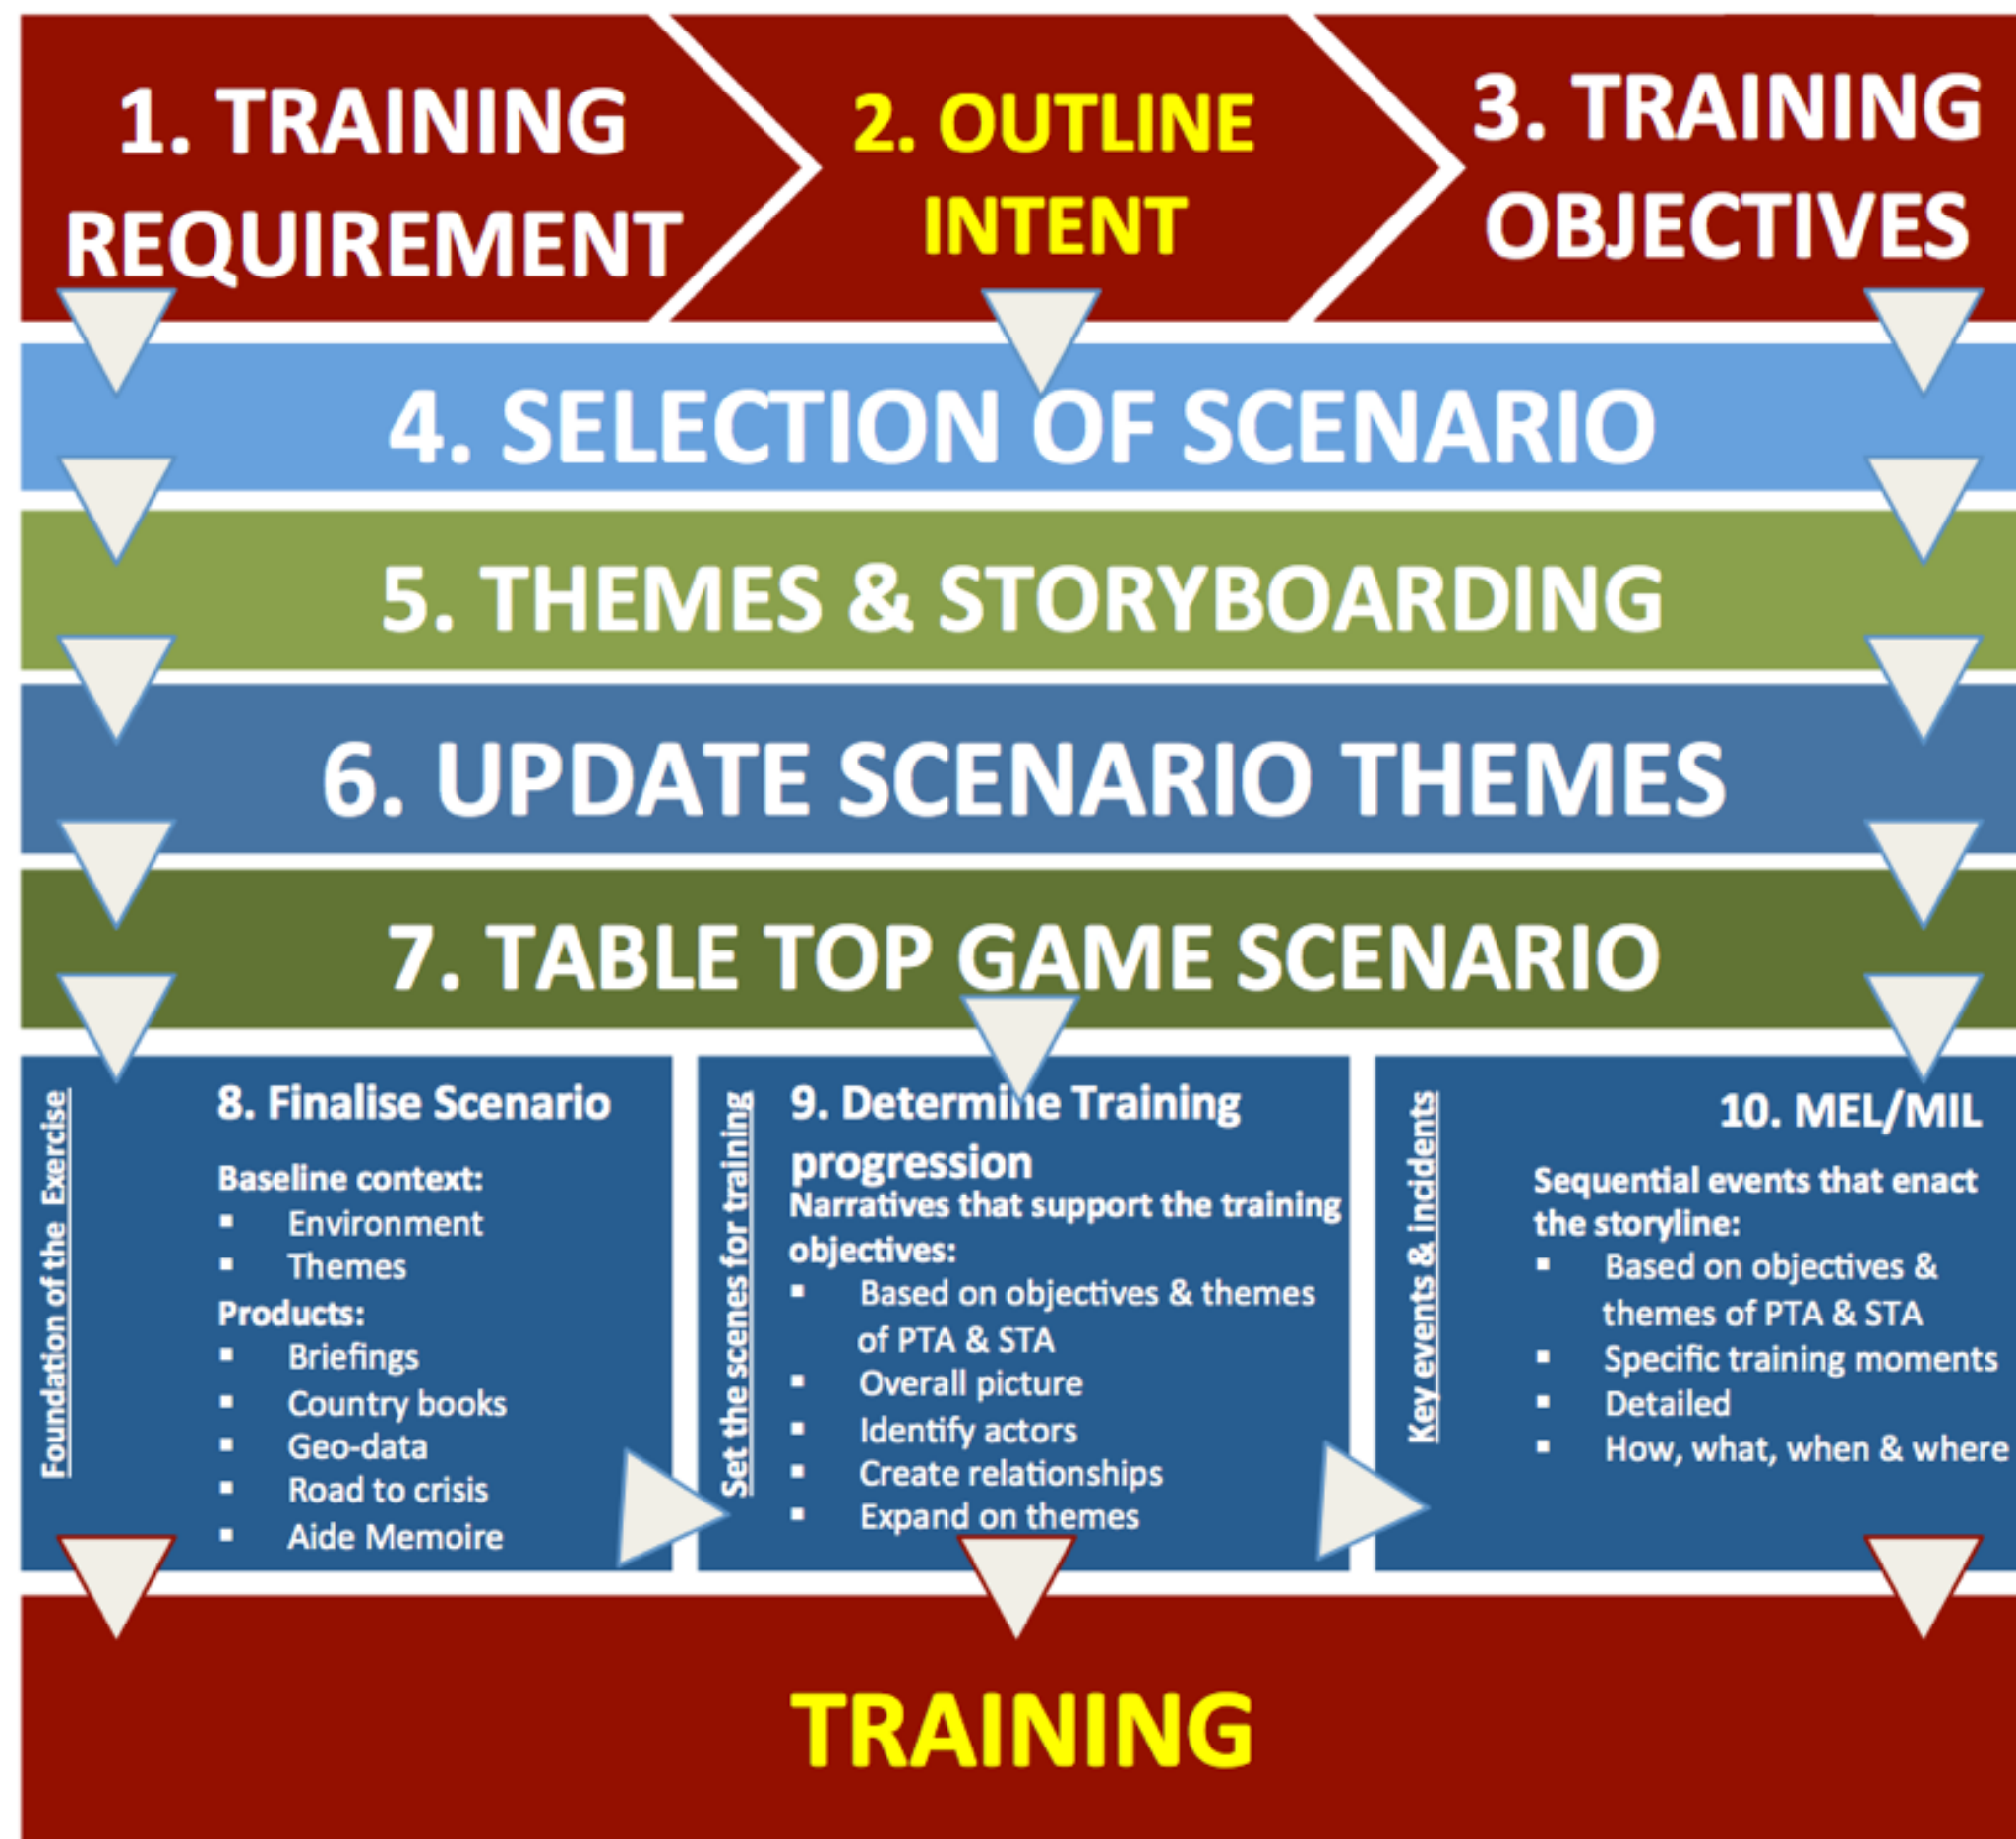 1. TRAINING
REQUIREMENT
2. OUTLINE
INTENT
3. TRAINING
OBJECTIVES
4. SELECTION OF SCENARIO
5. THEMES & STORYBOARDING
6. UPDATE SCENARIO THEMES
7. TABLE TOP GAME SCENARIO
Foundation of the Exercise
8. Finalise Scenario
Baseline context:
▪ Environment
▪ Themes
Products:
▪ Briefings
▪ Country books
▪ Geo-data
▪ Road to crisis
▪ Aide Memoire
Set the scenes for training
9. Determine Training
progression
Narratives that support the training
objectives:
▪ Based on objectives & themes
of PTA & STA
▪ Overall picture
▪ Identify actors
▪ Create relationships
▪ Expand on themes
Key events & incidents
10. MEL/MIL
Sequential events that enact
the storyline:
▪ Based on objectives &
themes of PTA & STA
▪ Specific training moments
▪ Detailed
▪ How, what, when & where
TRAINING